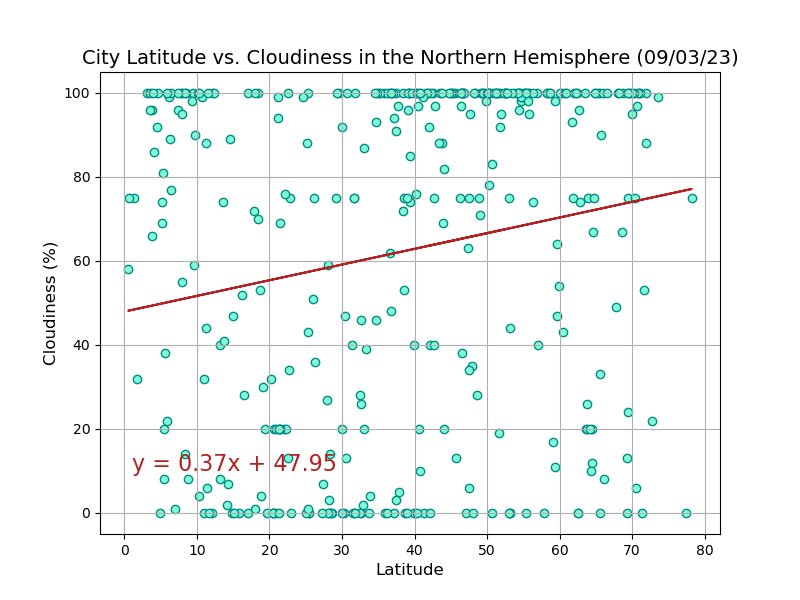 City Latitude vs. Cloudiness in the Northern Hemisphere (09/03/23)
Cloudiness (%)
100
80
60
40
20
0
y = 0.37x + 47.95
0 10 20 30 40 50 60 70 80
Latitude